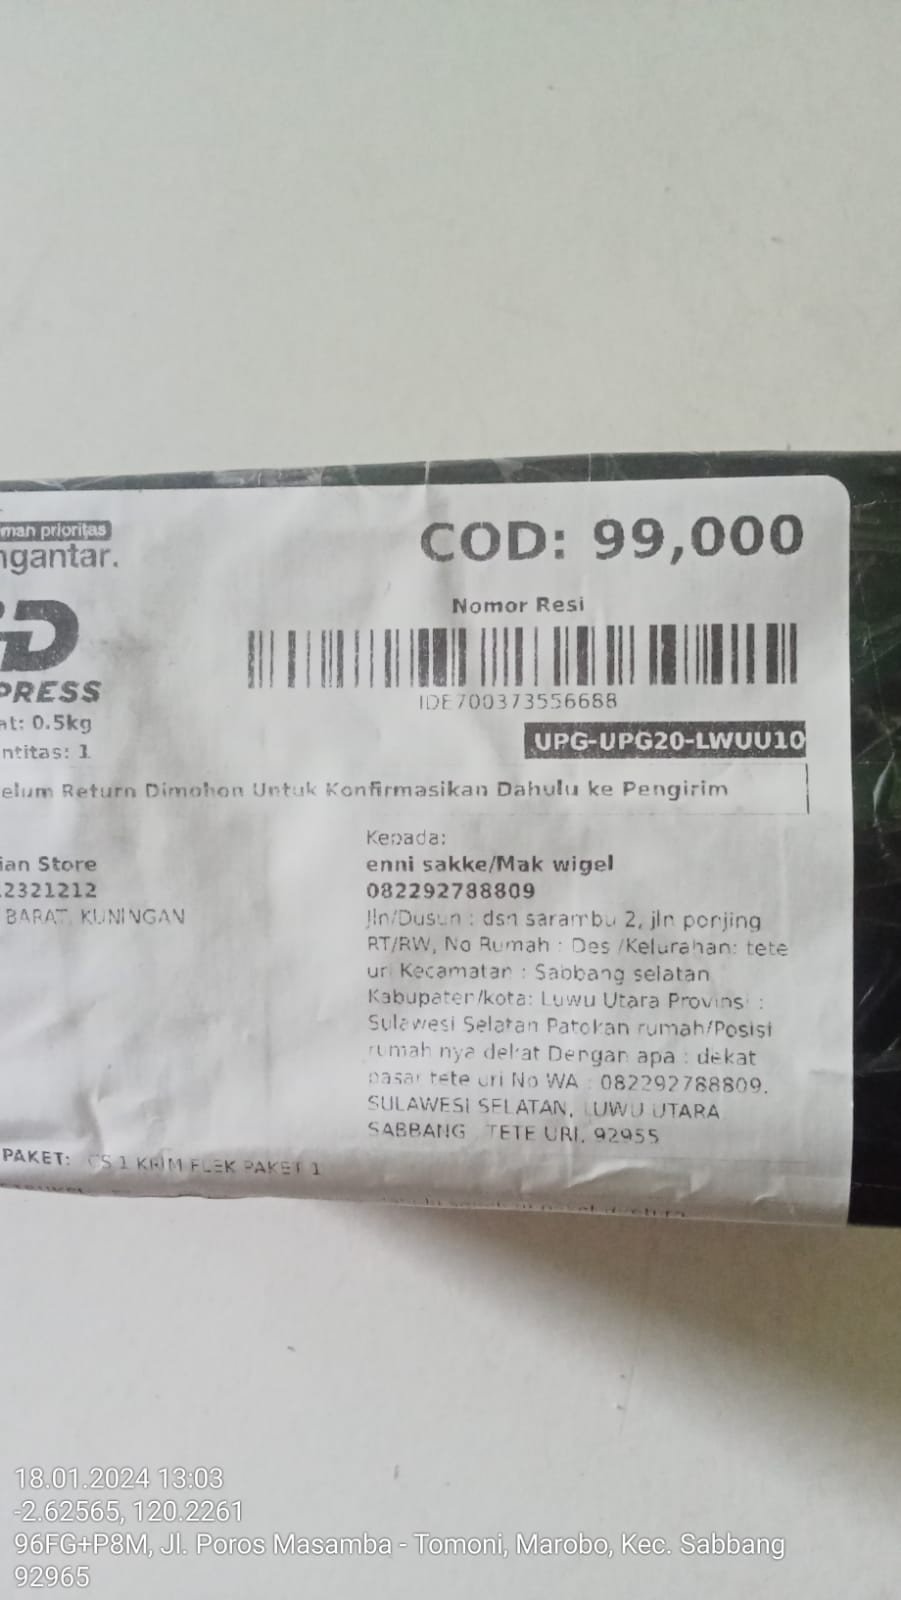 man prioritas
ngantar.
COD: 99,000
Nomor Resi
ID
PRESS
IDE700373556688
at: 0.5kg
ntitas: 1
UPG-UPG20-LWUU10
elum Return Dimohon Untuk Konfirmasikan Dahulu ke Pengirim
ian Store
2321212
BARAT, KUNINGAN
Kepada:
enni sakke/Mak wigel
082292788809
Jln/Dusun : dsn sarambu 2, jln ponjing
RT/RW, No Rumah : Des /Kelurahan: tete
uri Kecamatan : Sabbang selatan
Kabupaten/kota: Luwu Utara Provinsi :
Sulawesi Selatan Patokan rumah/Posisi
rumah nya dekat Dengan apa : dekat
pasar tete uri No WA : 082292788809.
SULAWESI SELATAN, LUWU UTARA
SABBANG , TETE URI, 92955
PAKET: CS 1 KRIM FLEK PAKET 1
18.01.2024 13:03
-2.62565, 120.2261
96FG+P8M, Jl. Poros Masamba - Tomoni, Marobo, Kec. Sabbang
92965